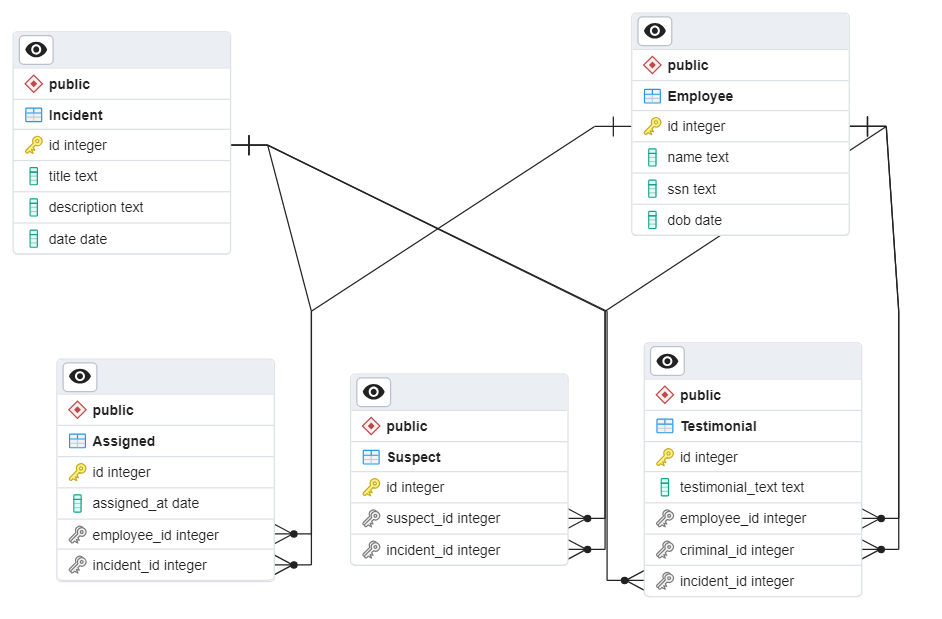 public
Incident
id integer
title text
description text
date date
public
Employee
id integer
name text
ssn text
dob date
public
Assigned
id integer
assigned_at date
employee_id integer
incident_id integer
public
Suspect
id integer
suspect_id integer
incident_id integer
public
Testimonial
id integer
testimonial_text text
employee_id integer
criminal_id integer
incident_id integer